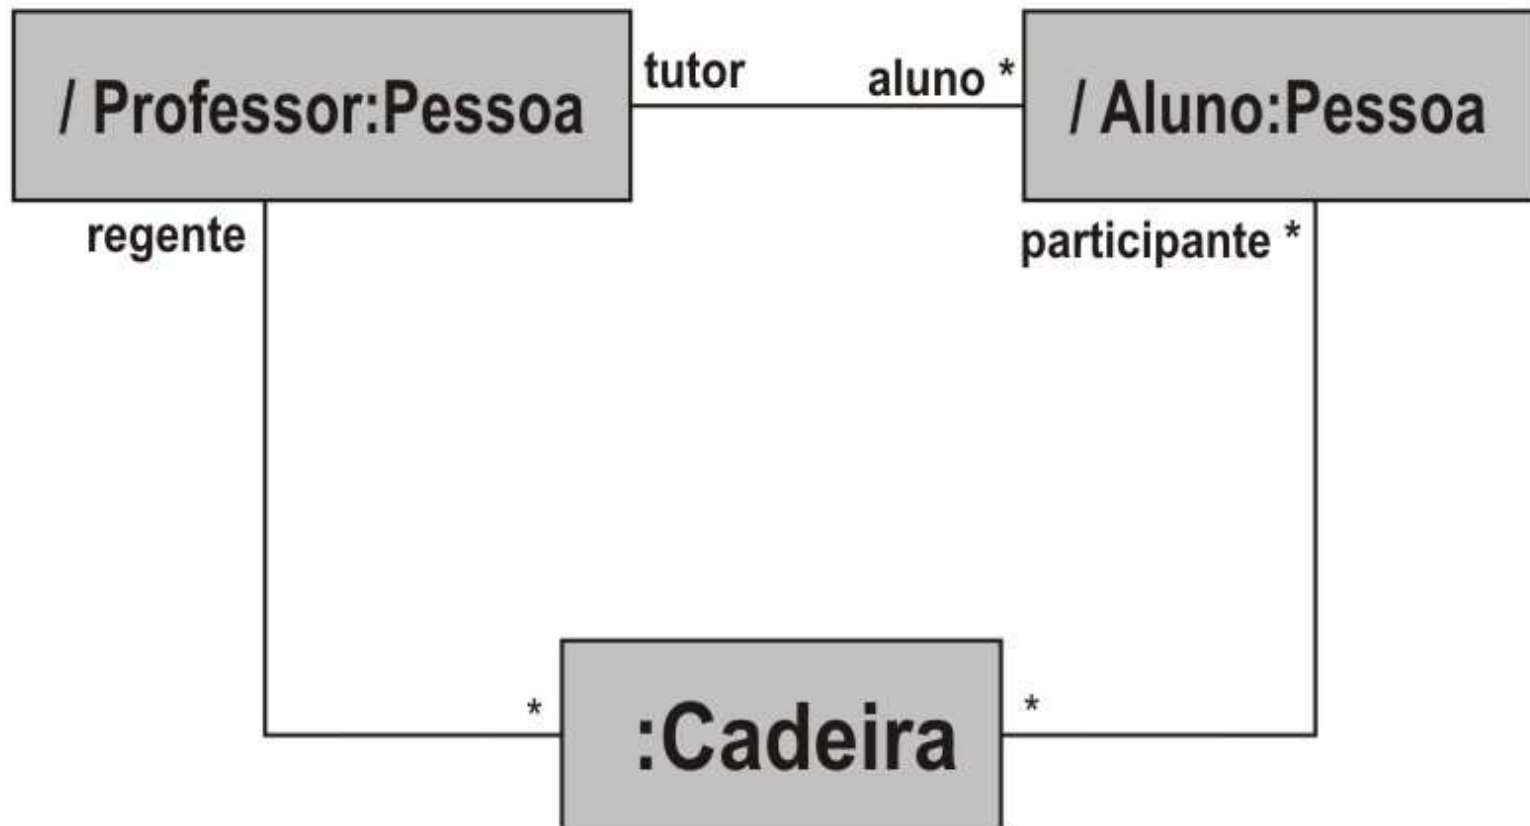 / Professor:Pessoa
tutor
aluno *
/ Aluno:Pessoa
regente
participante *
*
:Cadeira
*